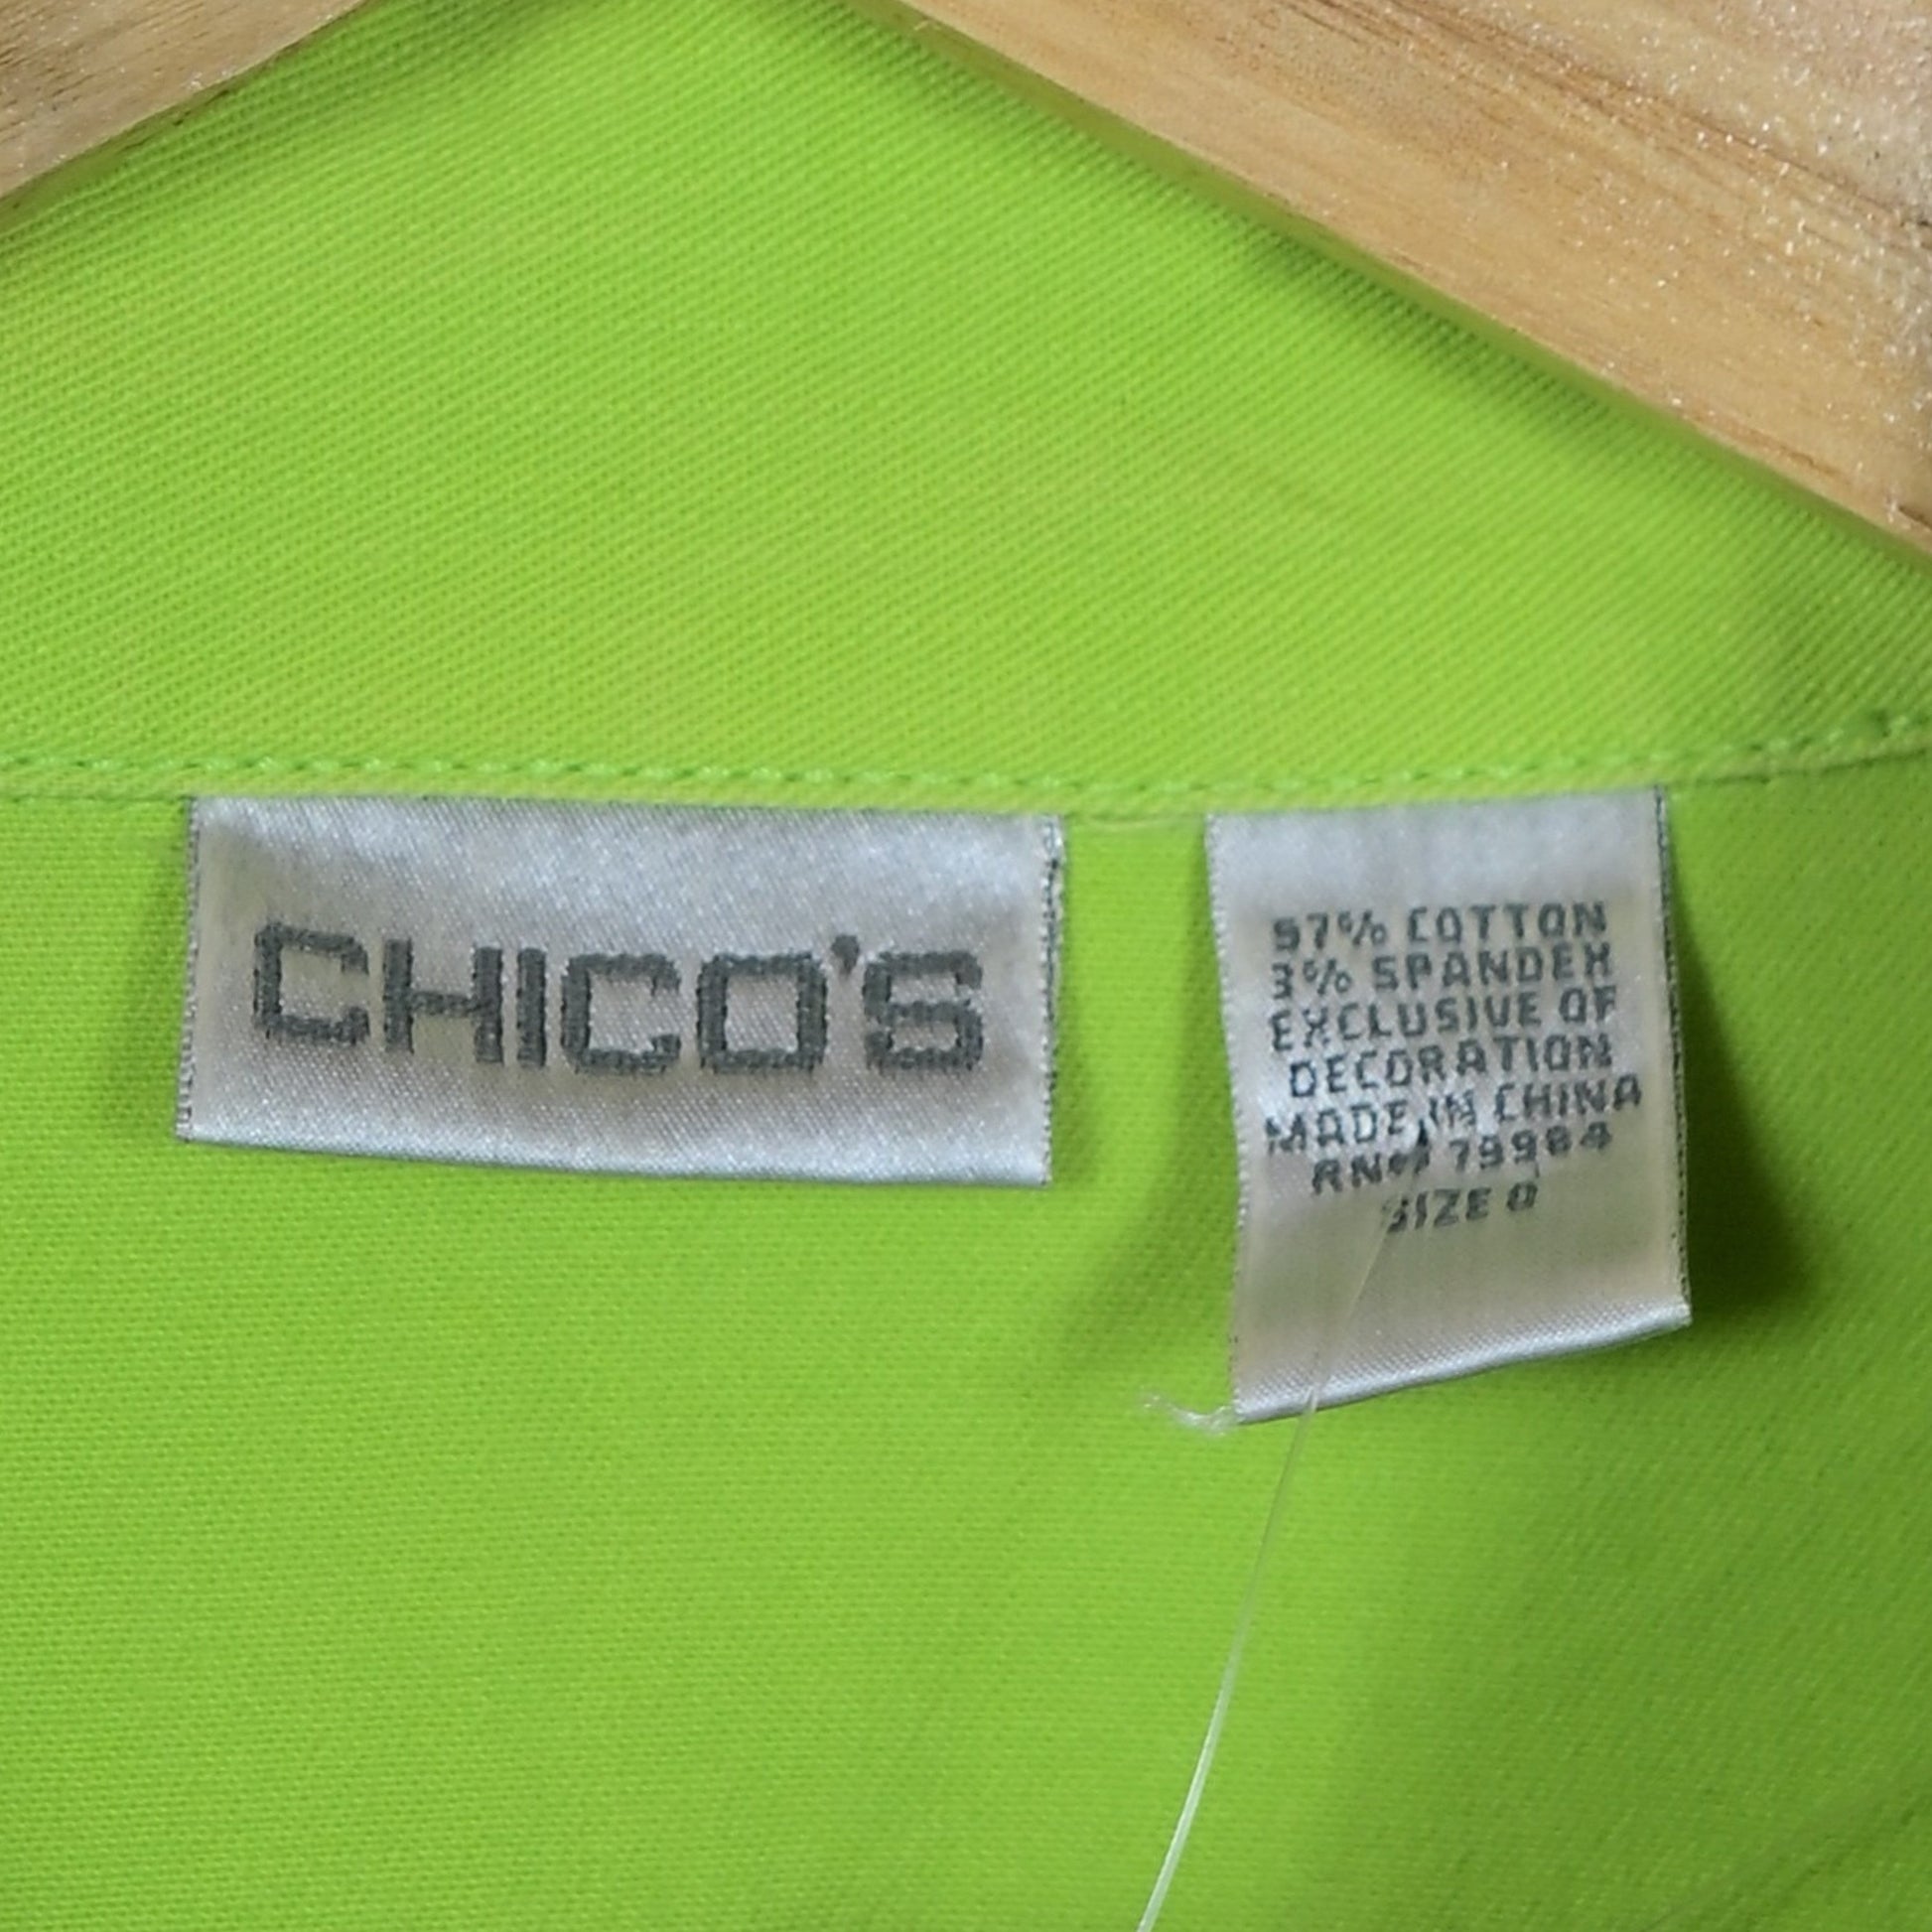 CHICO'S
97% COTTON
3% SPANDEX
EXCLUSIVE OF
DECORATION
MADE IN CHINA
RN# 79984
SIZE 0